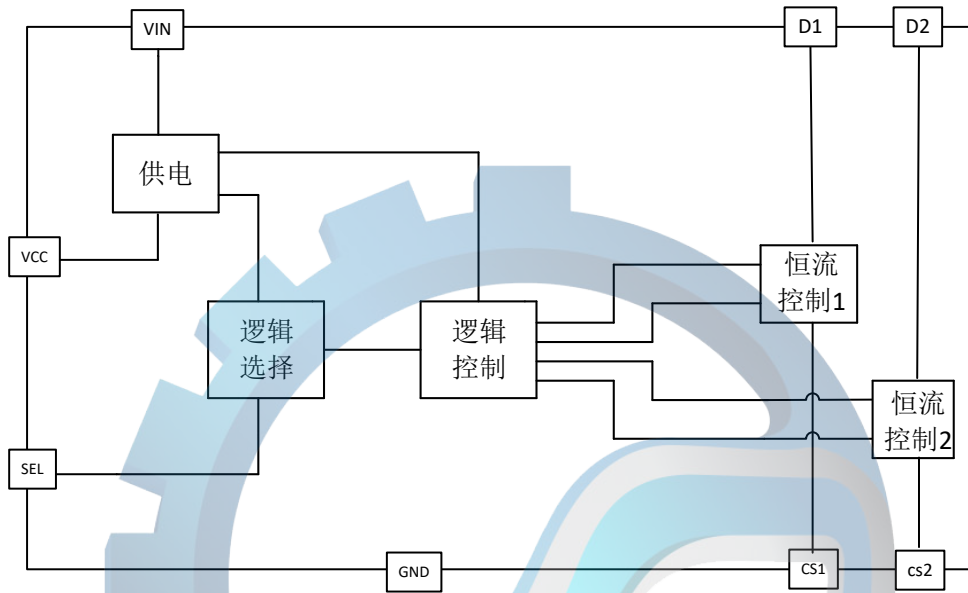 VIN
D1
D2
供电
VCC
恒流
控制1
逻辑
选择
逻辑
控制
恒流
控制2
SEL
GND
CS1
cs2